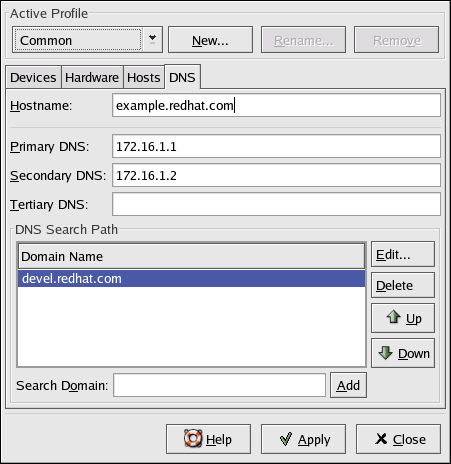 Active Profile
Common New... Rename... Remove
Devices Hardware Hosts DNS
Hostname: example.redhat.com
Primary DNS: 172.16.1.1
Secondary DNS: 172.16.1.2
Tertiary DNS:
DNS Search Path
Domain Name Edit...
devel.redhat.com Delete
Up
Down
Search Domain: Add
Help Apply Close